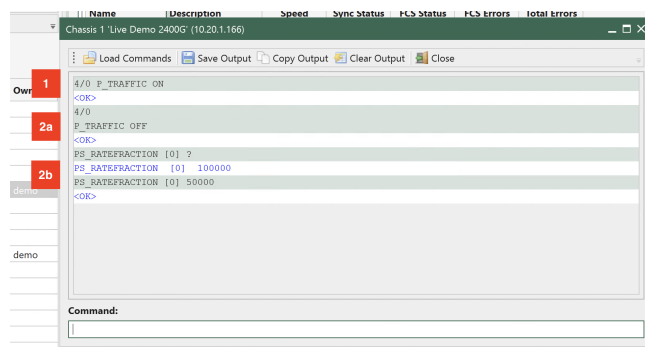 Name Description Speed Sync Status FCS Status FCS Errors Total Errors
Chassis 1 'Live Demo 2400G' (10.20.1.166)
Load Commands Save Output Copy Output Clear Output Close
Own
1
4/0 P_TRAFFIC ON
<OK>
4/0
2a
P_TRAFFIC OFF
<OK>
PS_RATEFRACTION [0] ?
2b
PS_RATEFRACTION [0] 100000
demo
PS_RATEFRACTION [0] 50000
<OK>
demo
Command: